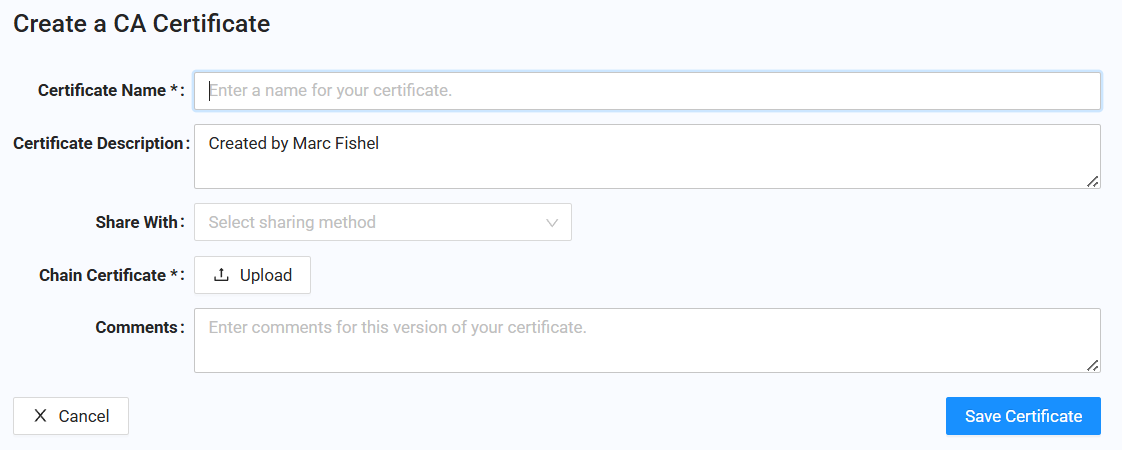 Create a CA Certificate
Certificate Name * :
Enter a name for your certificate.
Certificate Description :
Created by Marc Fishel
Share With :
Select sharing method
Chain Certificate * :
Upload
Comments :
Enter comments for this version of your certificate.
Cancel
Save Certificate